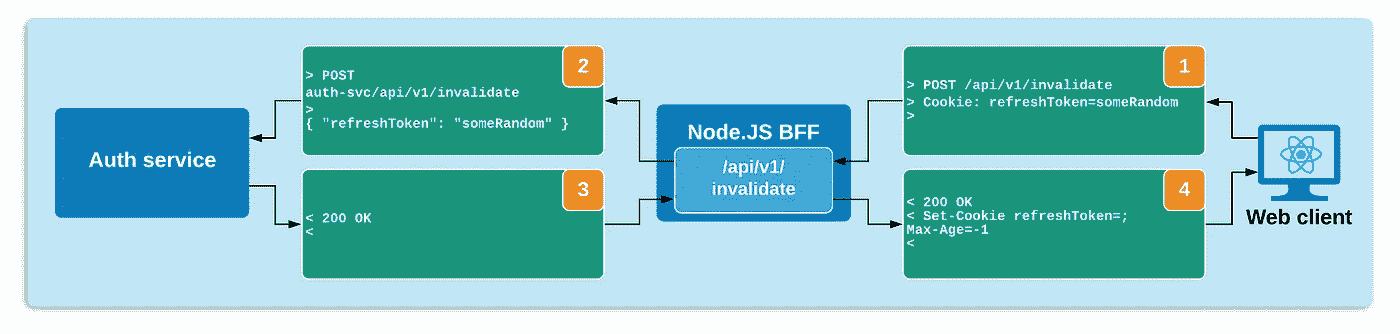 1
> POST /api/v1/invalidate
> Cookie: refreshToken=someRandom
>
2
> POST
auth-svc/api/v1/invalidate
>
{ "refreshToken": "someRandom" }
Node.JS BFF
/api/v1/
invalidate
Auth service
3
< 200 OK
<
4
< 200 OK
< Set-Cookie refreshToken=;
Max-Age=-1
<
Web client